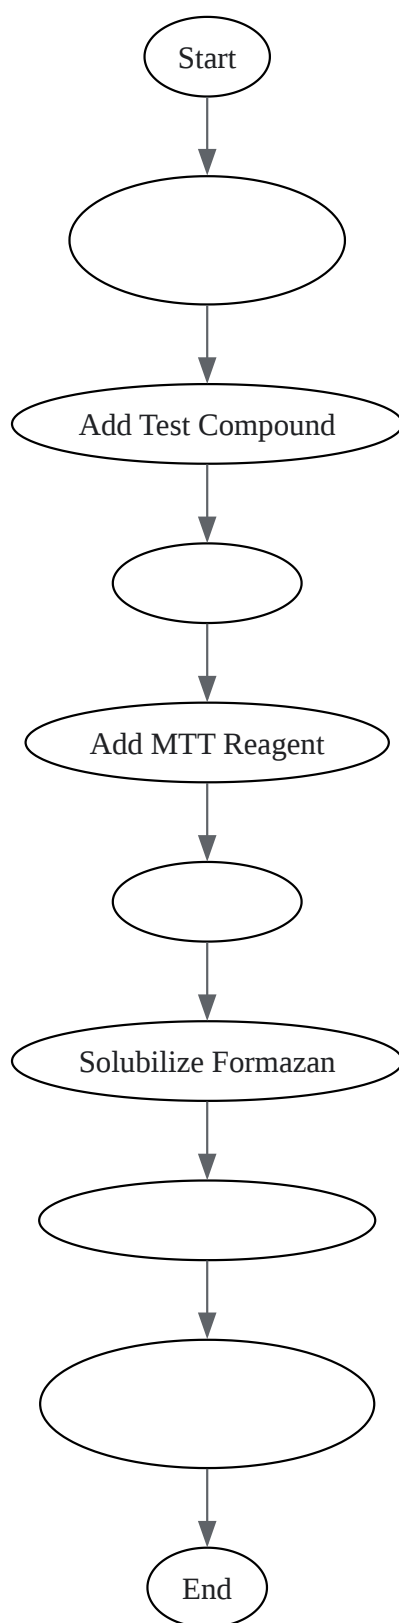 Start
Add Test Compound
Add MTT Reagent
Solubilize Formazan
End